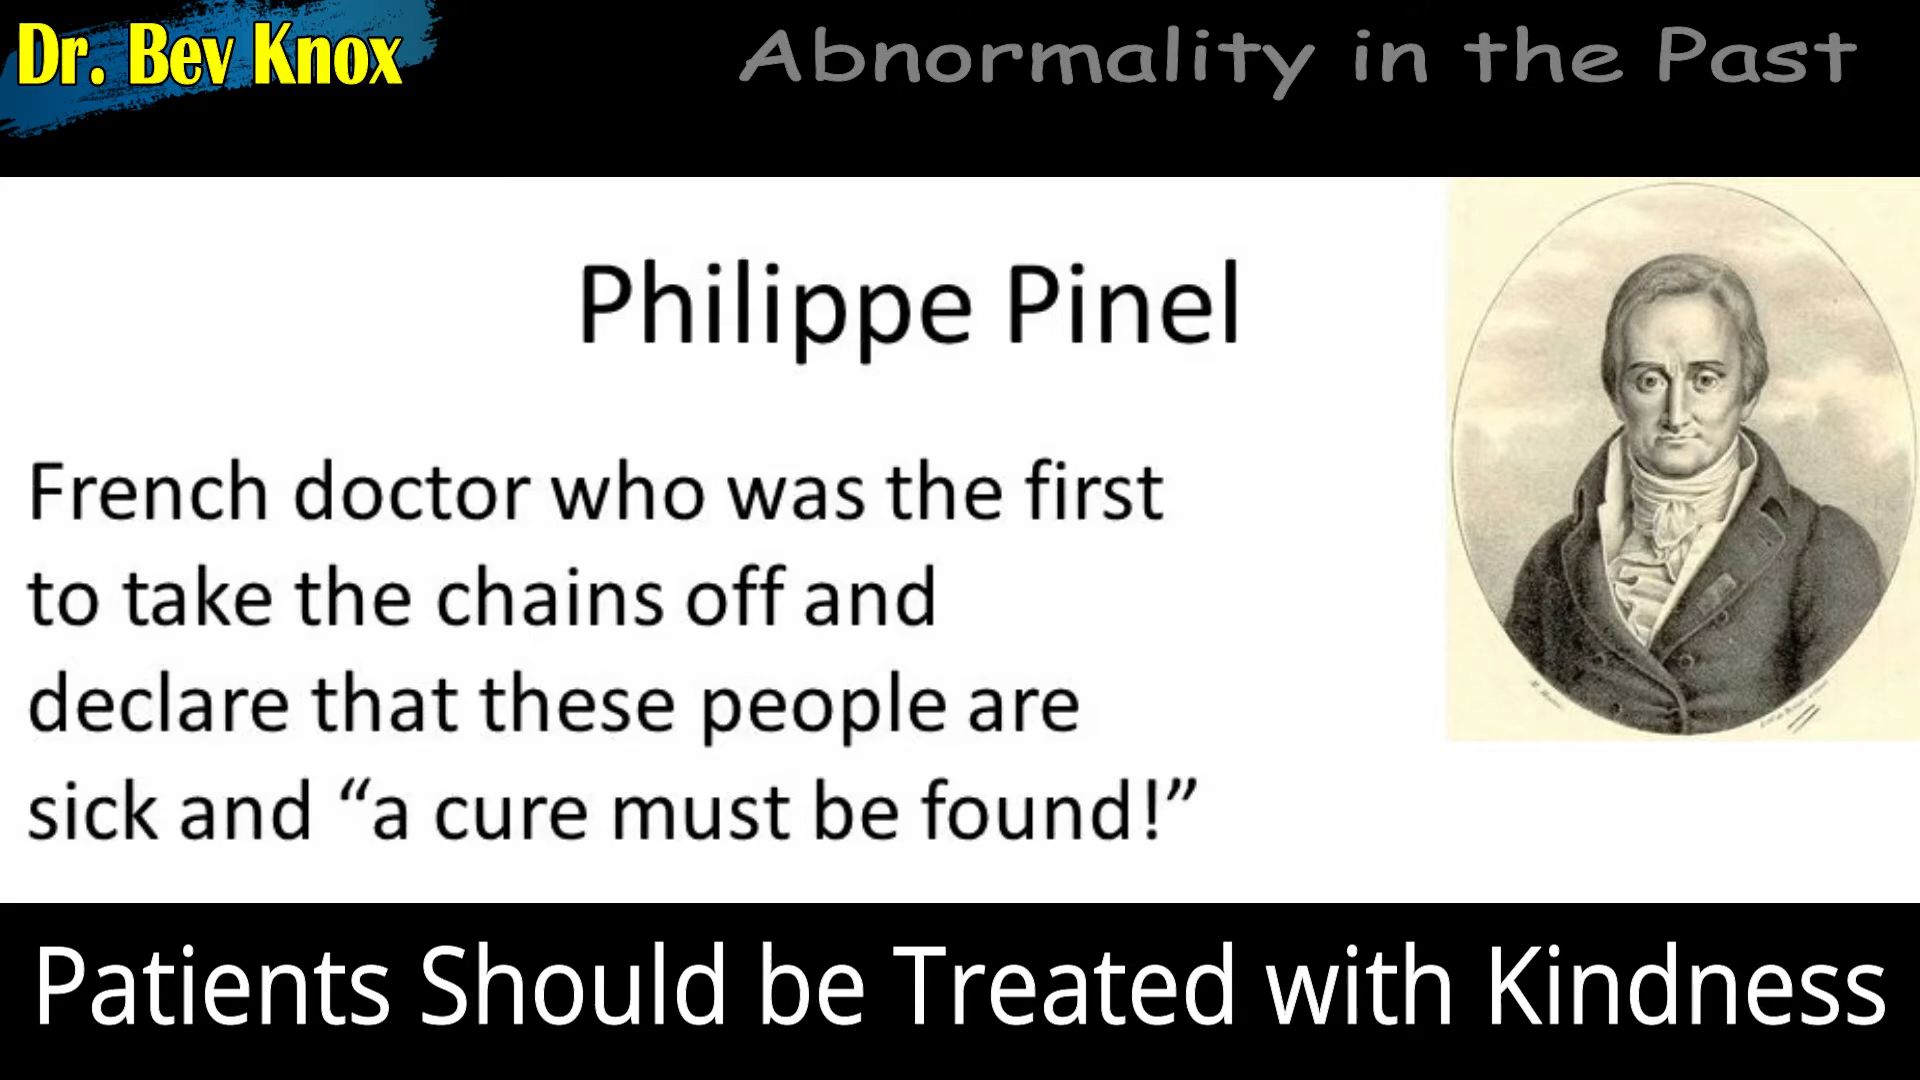 Dr. Bev Knox
Abnormality in the Past
Philippe Pinel
French doctor who was the first
to take the chains off and
declare that these people are
sick and “a cure must be found!”
Patients Should be Treated with Kindness